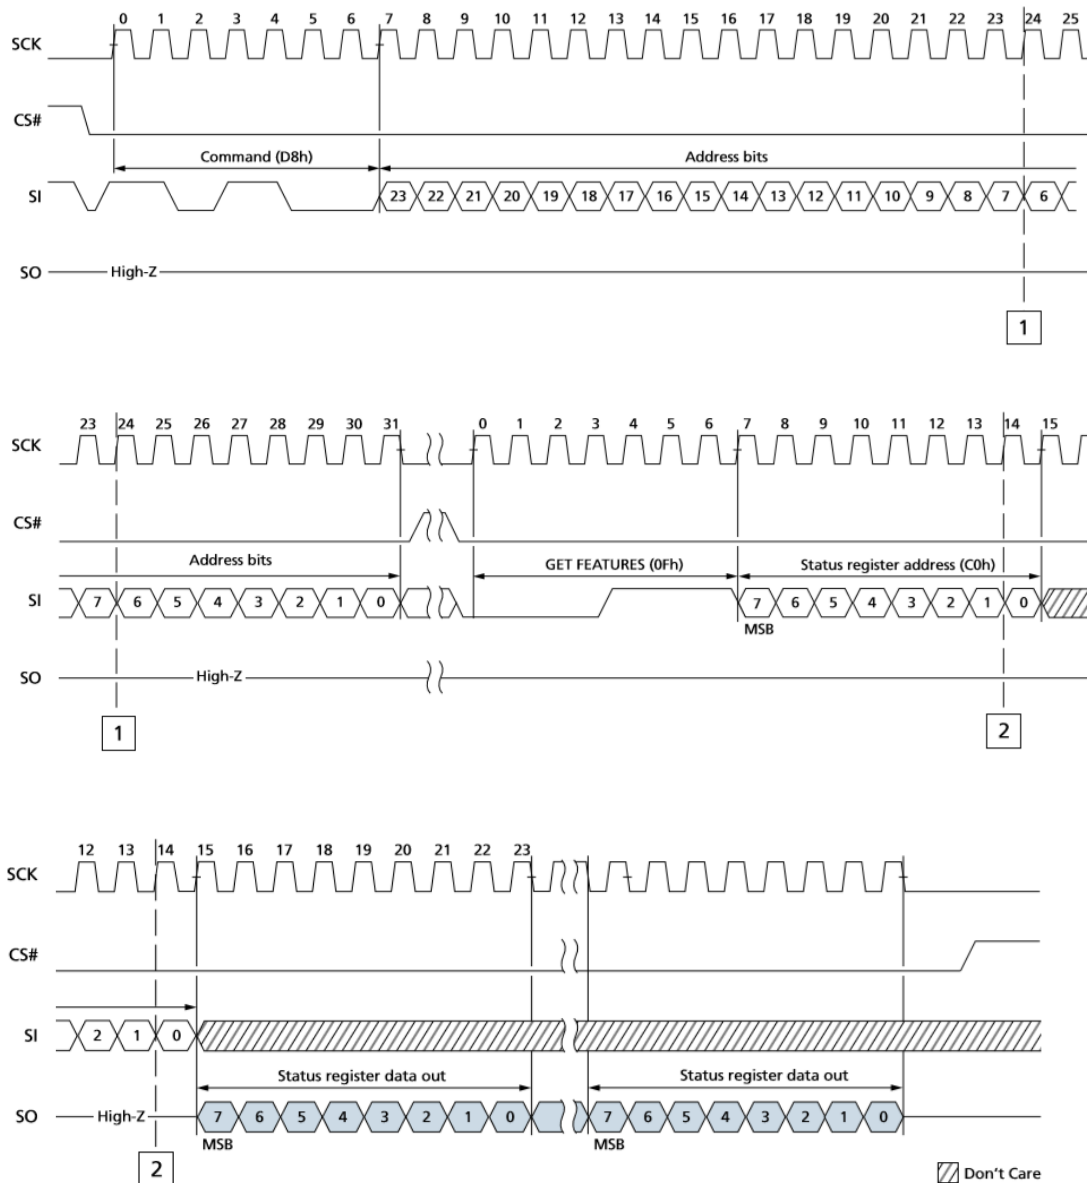 0 1 2 3 4 5 6 7 8 9 10 11 12 13 14 15 16 17 18 19 20 21 22 23 24 25
SCK
CS#
Command (D8h) Address bits
SI 23 22 21 20 19 18 17 16 15 14 13 12 11 10 9 8 7 6
SO High-Z
1
23 24 25 26 27 28 29 30 31 0 1 2 3 4 5 6 7 8 9 10 11 12 13 14 15
SCK
CS#
Address bits GET FEATURES (0Fh) Status register address (C0h)
SI 7 6 5 4 3 2 1 0 7 6 5 4 3 2 1 0
MSB
SO High-Z
1 2
12 13 14 15 16 17 18 19 20 21 22 23
SCK
CS#
SI 2 1 0
Status register data out Status register data out
SO High-Z 7 6 5 4 3 2 1 0 7 6 5 4 3 2 1 0
MSB MSB
2
Don't Care